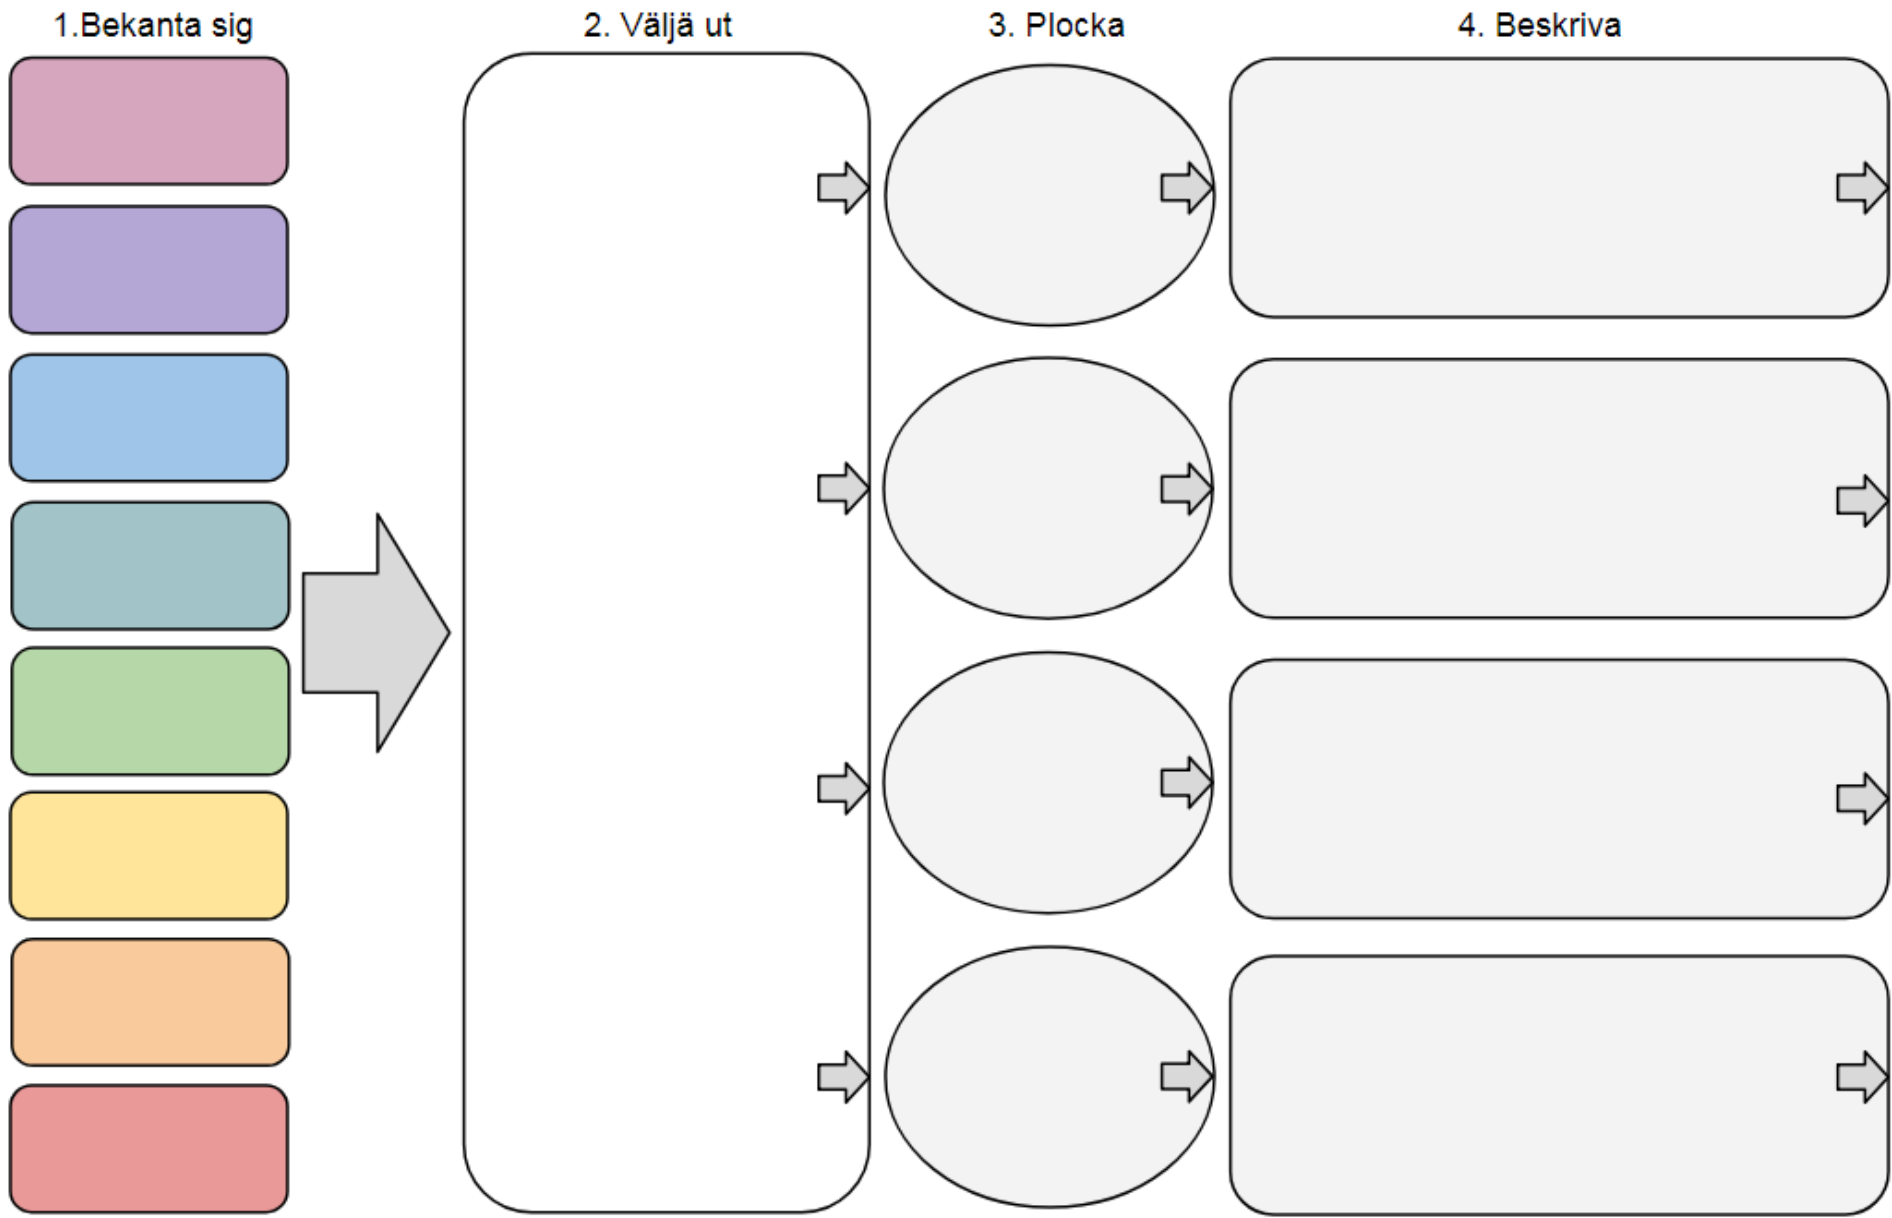 1.Bekanta sig
2. Väljä ut
3. Plocka
4. Beskriva